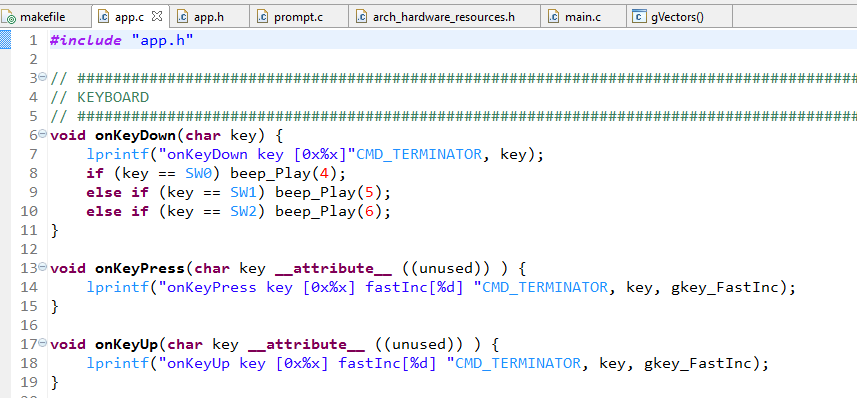 makefile app.c app.h prompt.c arch_hardware_resources.h main.c gVectors()
1 #include "app.h"
2
3 // ######################################################################################
4 // KEYBOARD
5 // ######################################################################################
6 void onKeyDown(char key) {
7 lprintf("onKeyDown key [0x%x]"CMD_TERMINATOR, key);
8 if (key == SW0) beep_Play(4);
9 else if (key == SW1) beep_Play(5);
10 else if (key == SW2) beep_Play(6);
11 }
12
13 void onKeyPress(char key __attribute__ ((unused)) ) {
14 lprintf("onKeyPress key [0x%x] fastInc[%d] "CMD_TERMINATOR, key, gkey_FastInc);
15 }
16
17 void onKeyUp(char key __attribute__ ((unused)) ) {
18 lprintf("onKeyUp key [0x%x] fastInc[%d] "CMD_TERMINATOR, key, gkey_FastInc);
19 }